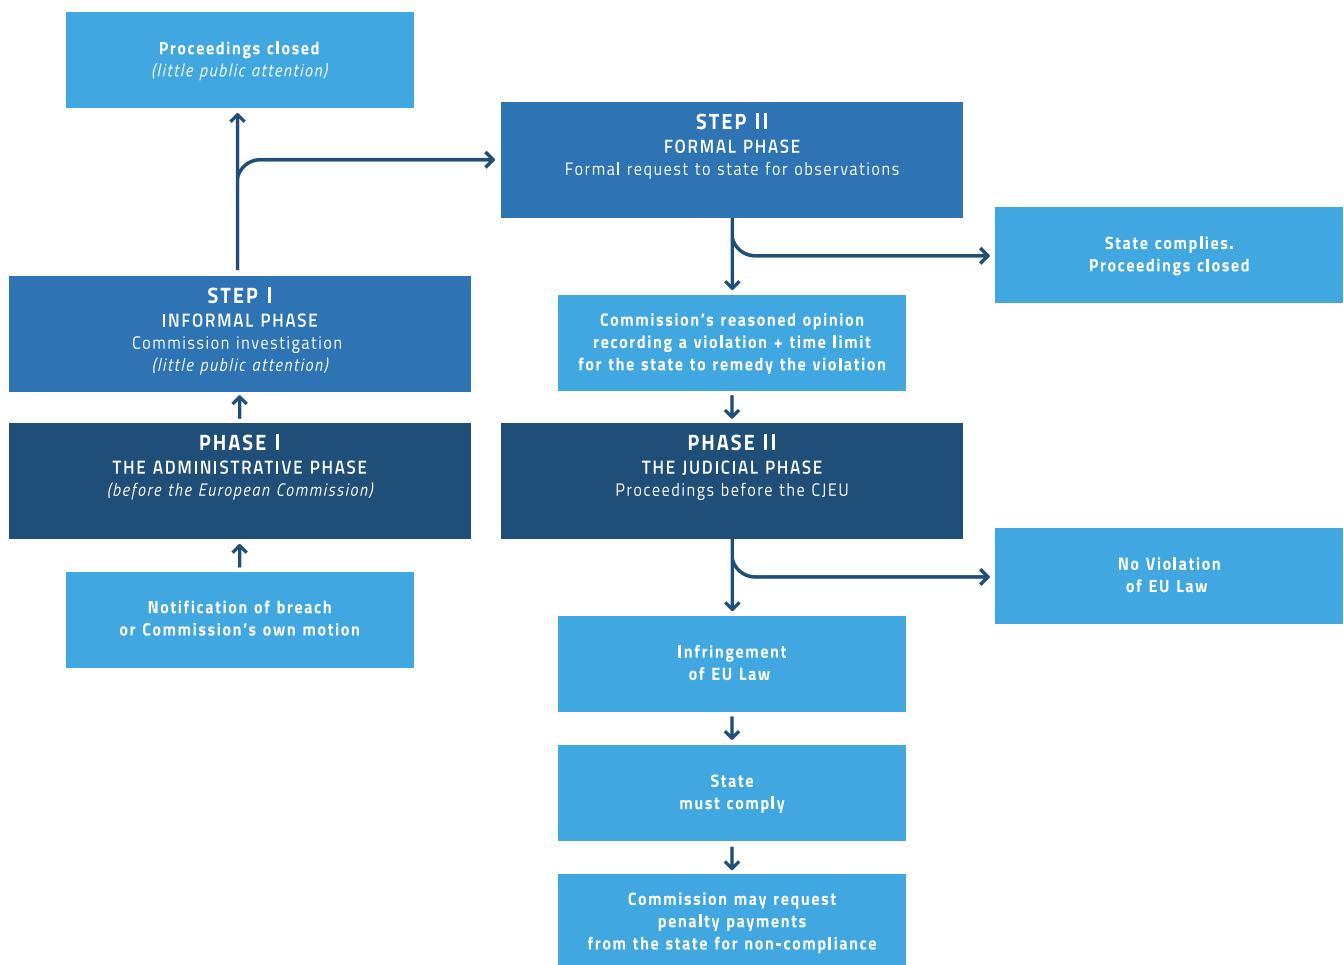 Proceedings closed
(little public attention)
STEP II
FORMAL PHASE
Formal request to state for observations
State complies.
Proceedings closed
STEP I
INFORMAL PHASE
Commission investigation
(little public attention)
Commission’s reasoned opinion
recording a violation + time limit
for the state to remedy the violation
PHASE I
THE ADMINISTRATIVE PHASE
(before the European Commission)
PHASE II
THE JUDICIAL PHASE
Proceedings before the CJEU
No Violation
of EU Law
Notification of breach
or Commission’s own motion
Infringement
of EU Law
State
must comply
Commission may request
penalty payments
from the state for non-compliance